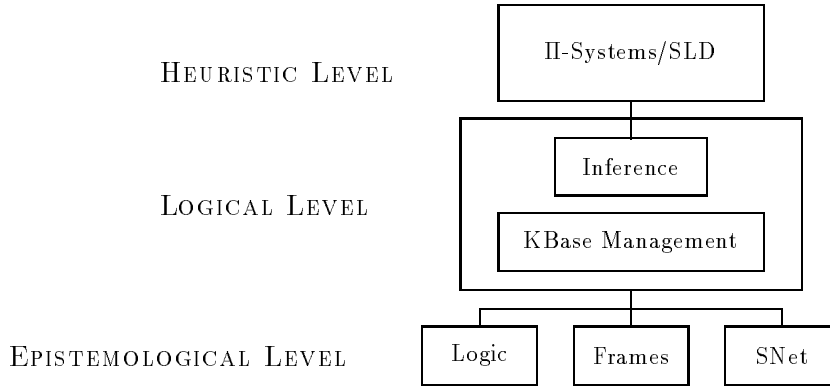 Π-Systems/SLD
HEURISTIC LEVEL
Inference
LOGICAL LEVEL
KBase Management
EPISTEMOLOGICAL LEVEL
Logic
Frames
SNet